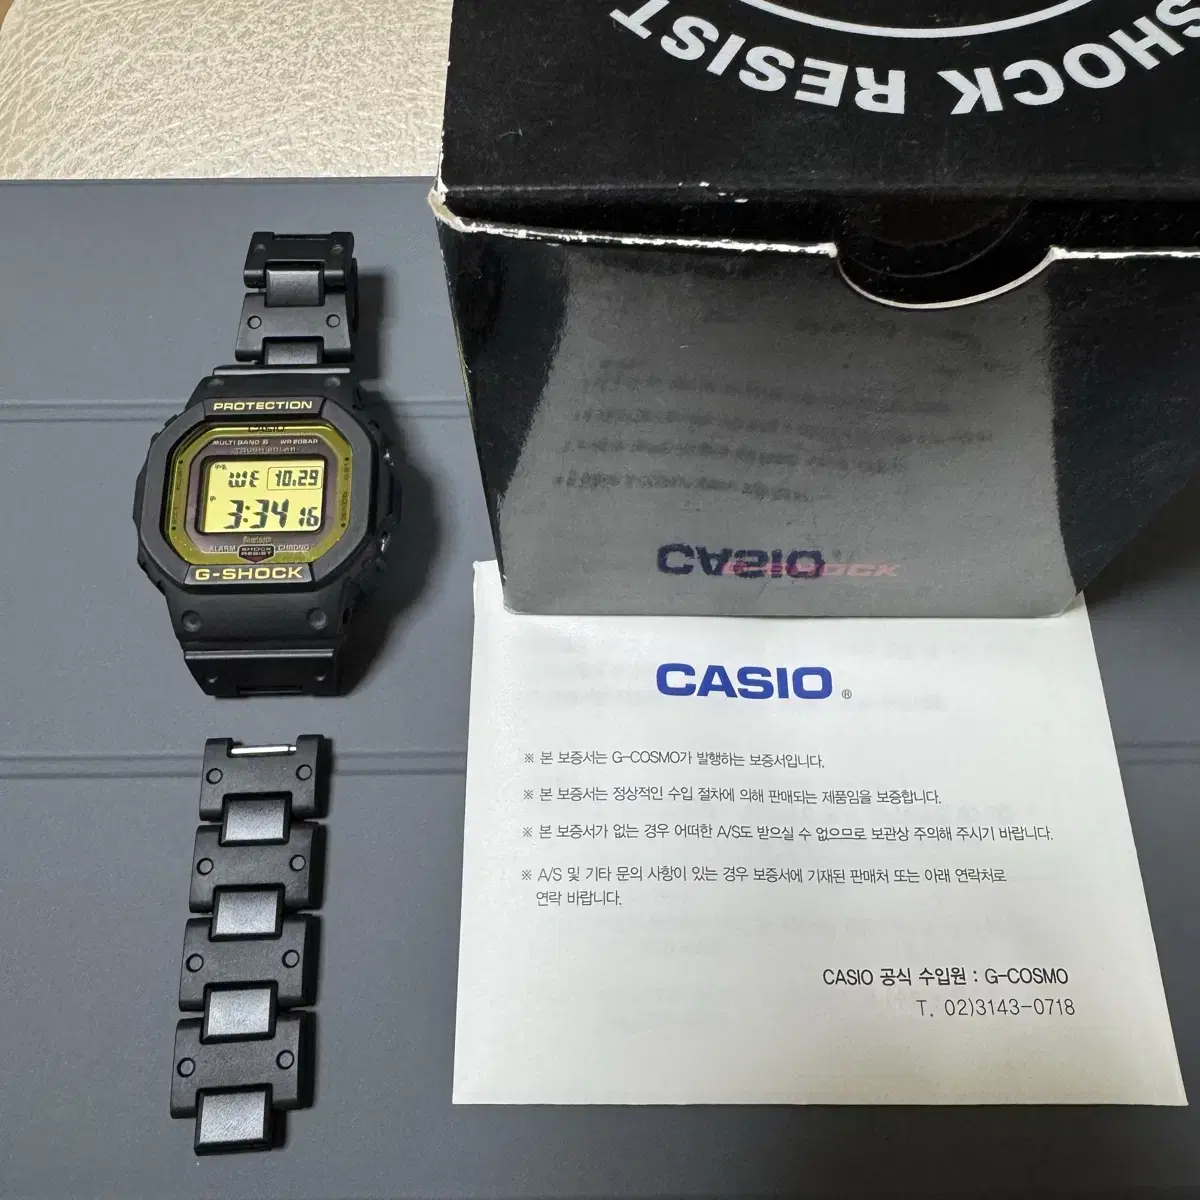 SHOCK RESIST
PROTECTION
CASIO
MULTI BAND 6 WR20BAR
TOUGH SOLAR
WE 10.29
3:34 16
Bluetooth
ALARM SHOCK RESIST CHRONO
G-SHOCK
CASIO
G-SHOCK
CASIO®
※ 본 보증서는 G-COSMO가 발행하는 보증서입니다.
※ 본 보증서는 정상적인 수입 절차에 의해 판매되는 제품임을 보증합니다.
※ 본 보증서가 없는 경우 어떠한 A/S도 받으실 수 없으므로 보관상 주의해 주시기 바랍니다.
※ A/S 및 기타 문의 사항이 있는 경우 보증서에 기재된 판매처 또는 아래 연락처로
연락 바랍니다.
CASIO 공식 수입원 : G-COSMO
T. 02)3143-0718